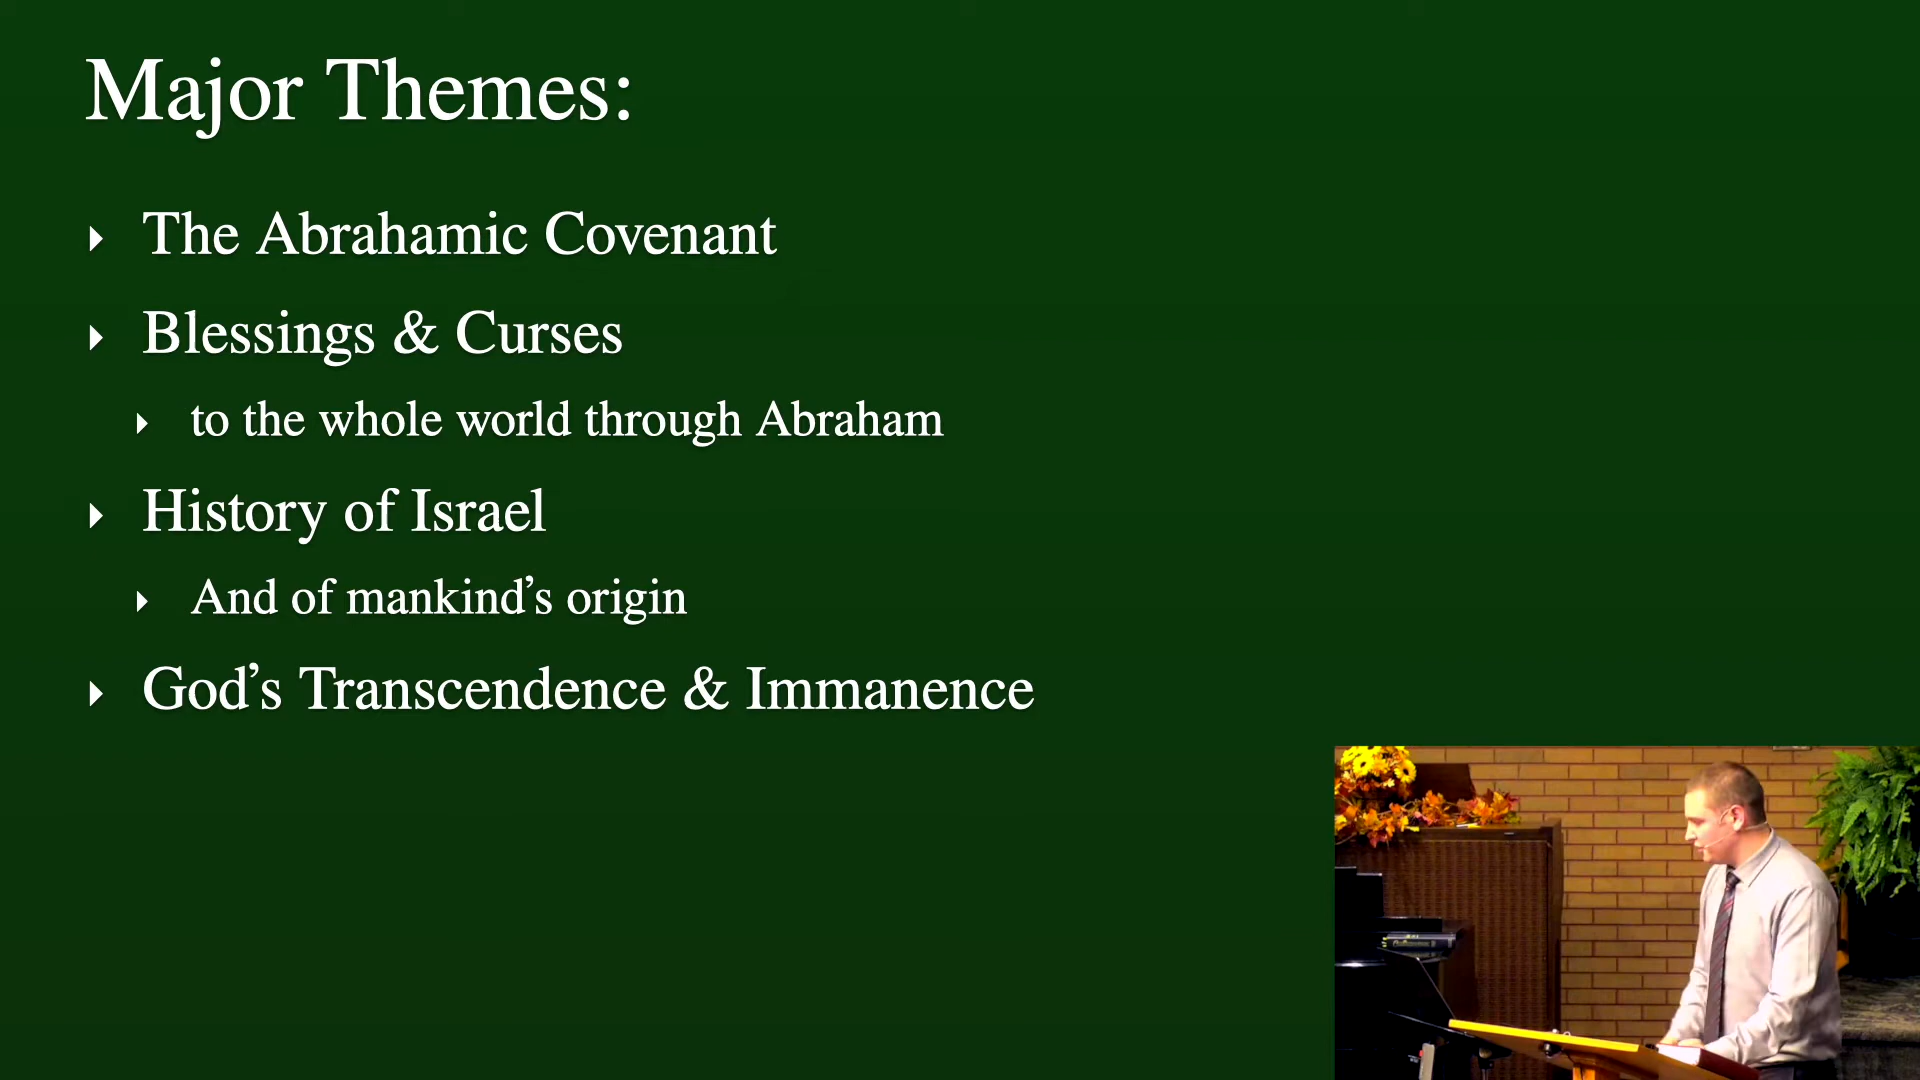 Major Themes:
The Abrahamic Covenant
Blessings & Curses
to the whole world through Abraham
History of Israel
And of mankind’s origin
God’s Transcendence & Immanence